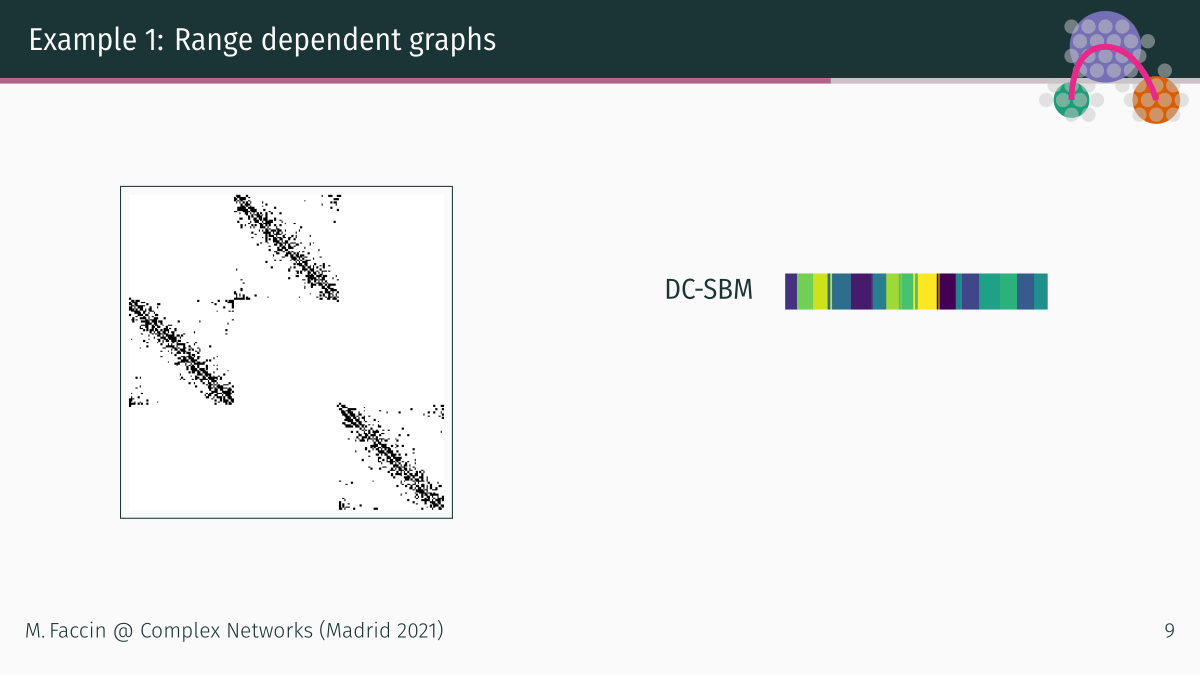 Example 1: Range dependent graphs
DC-SBM
M. Faccin @ Complex Networks (Madrid 2021)
9